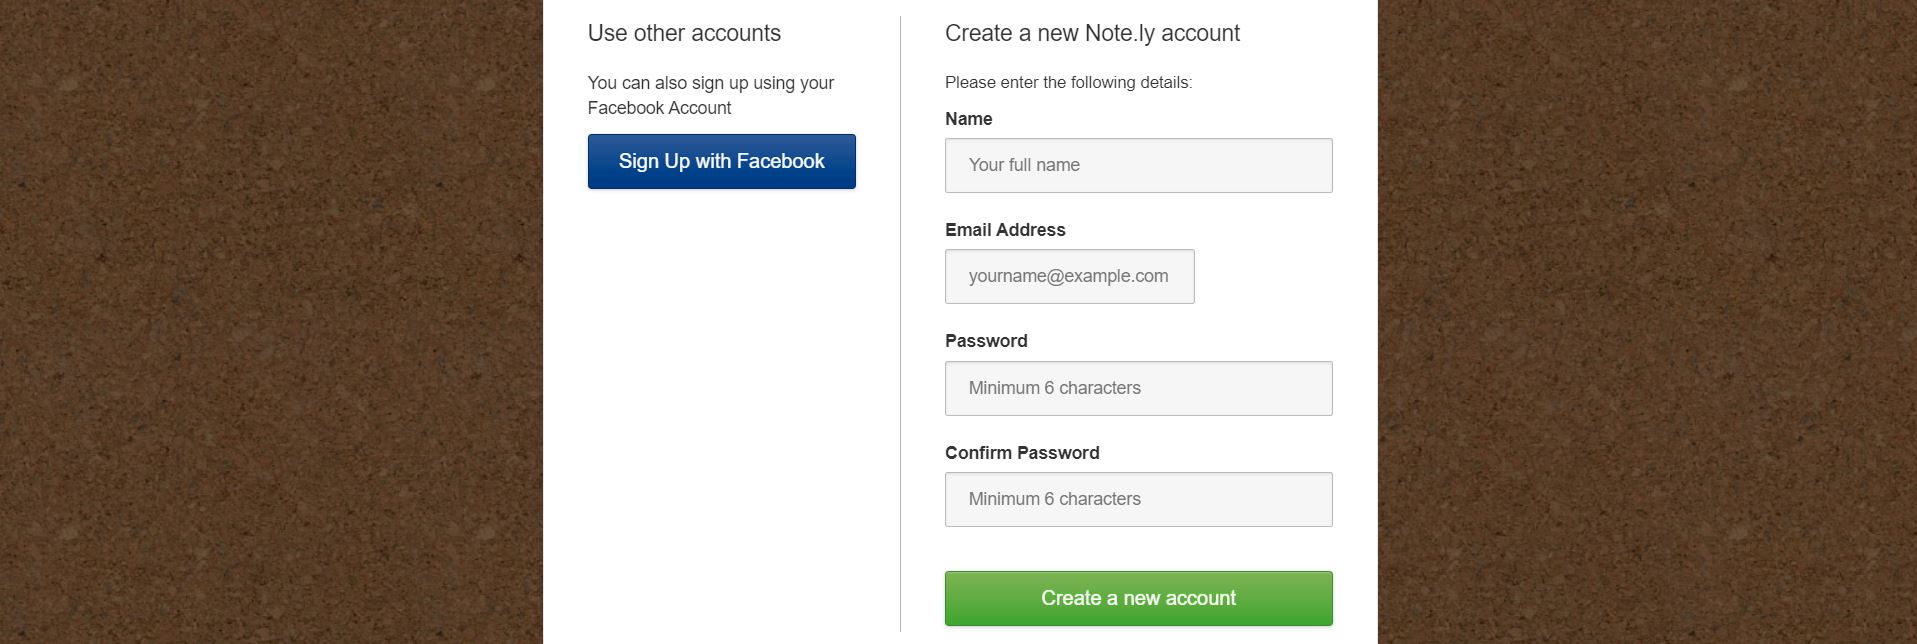 Use other accounts
You can also sign up using your
Facebook Account
Sign Up with Facebook
Create a new Note.ly account
Please enter the following details:
Name
Your full name
Email Address
yourname@example.com
Password
Minimum 6 characters
Confirm Password
Minimum 6 characters
Create a new account